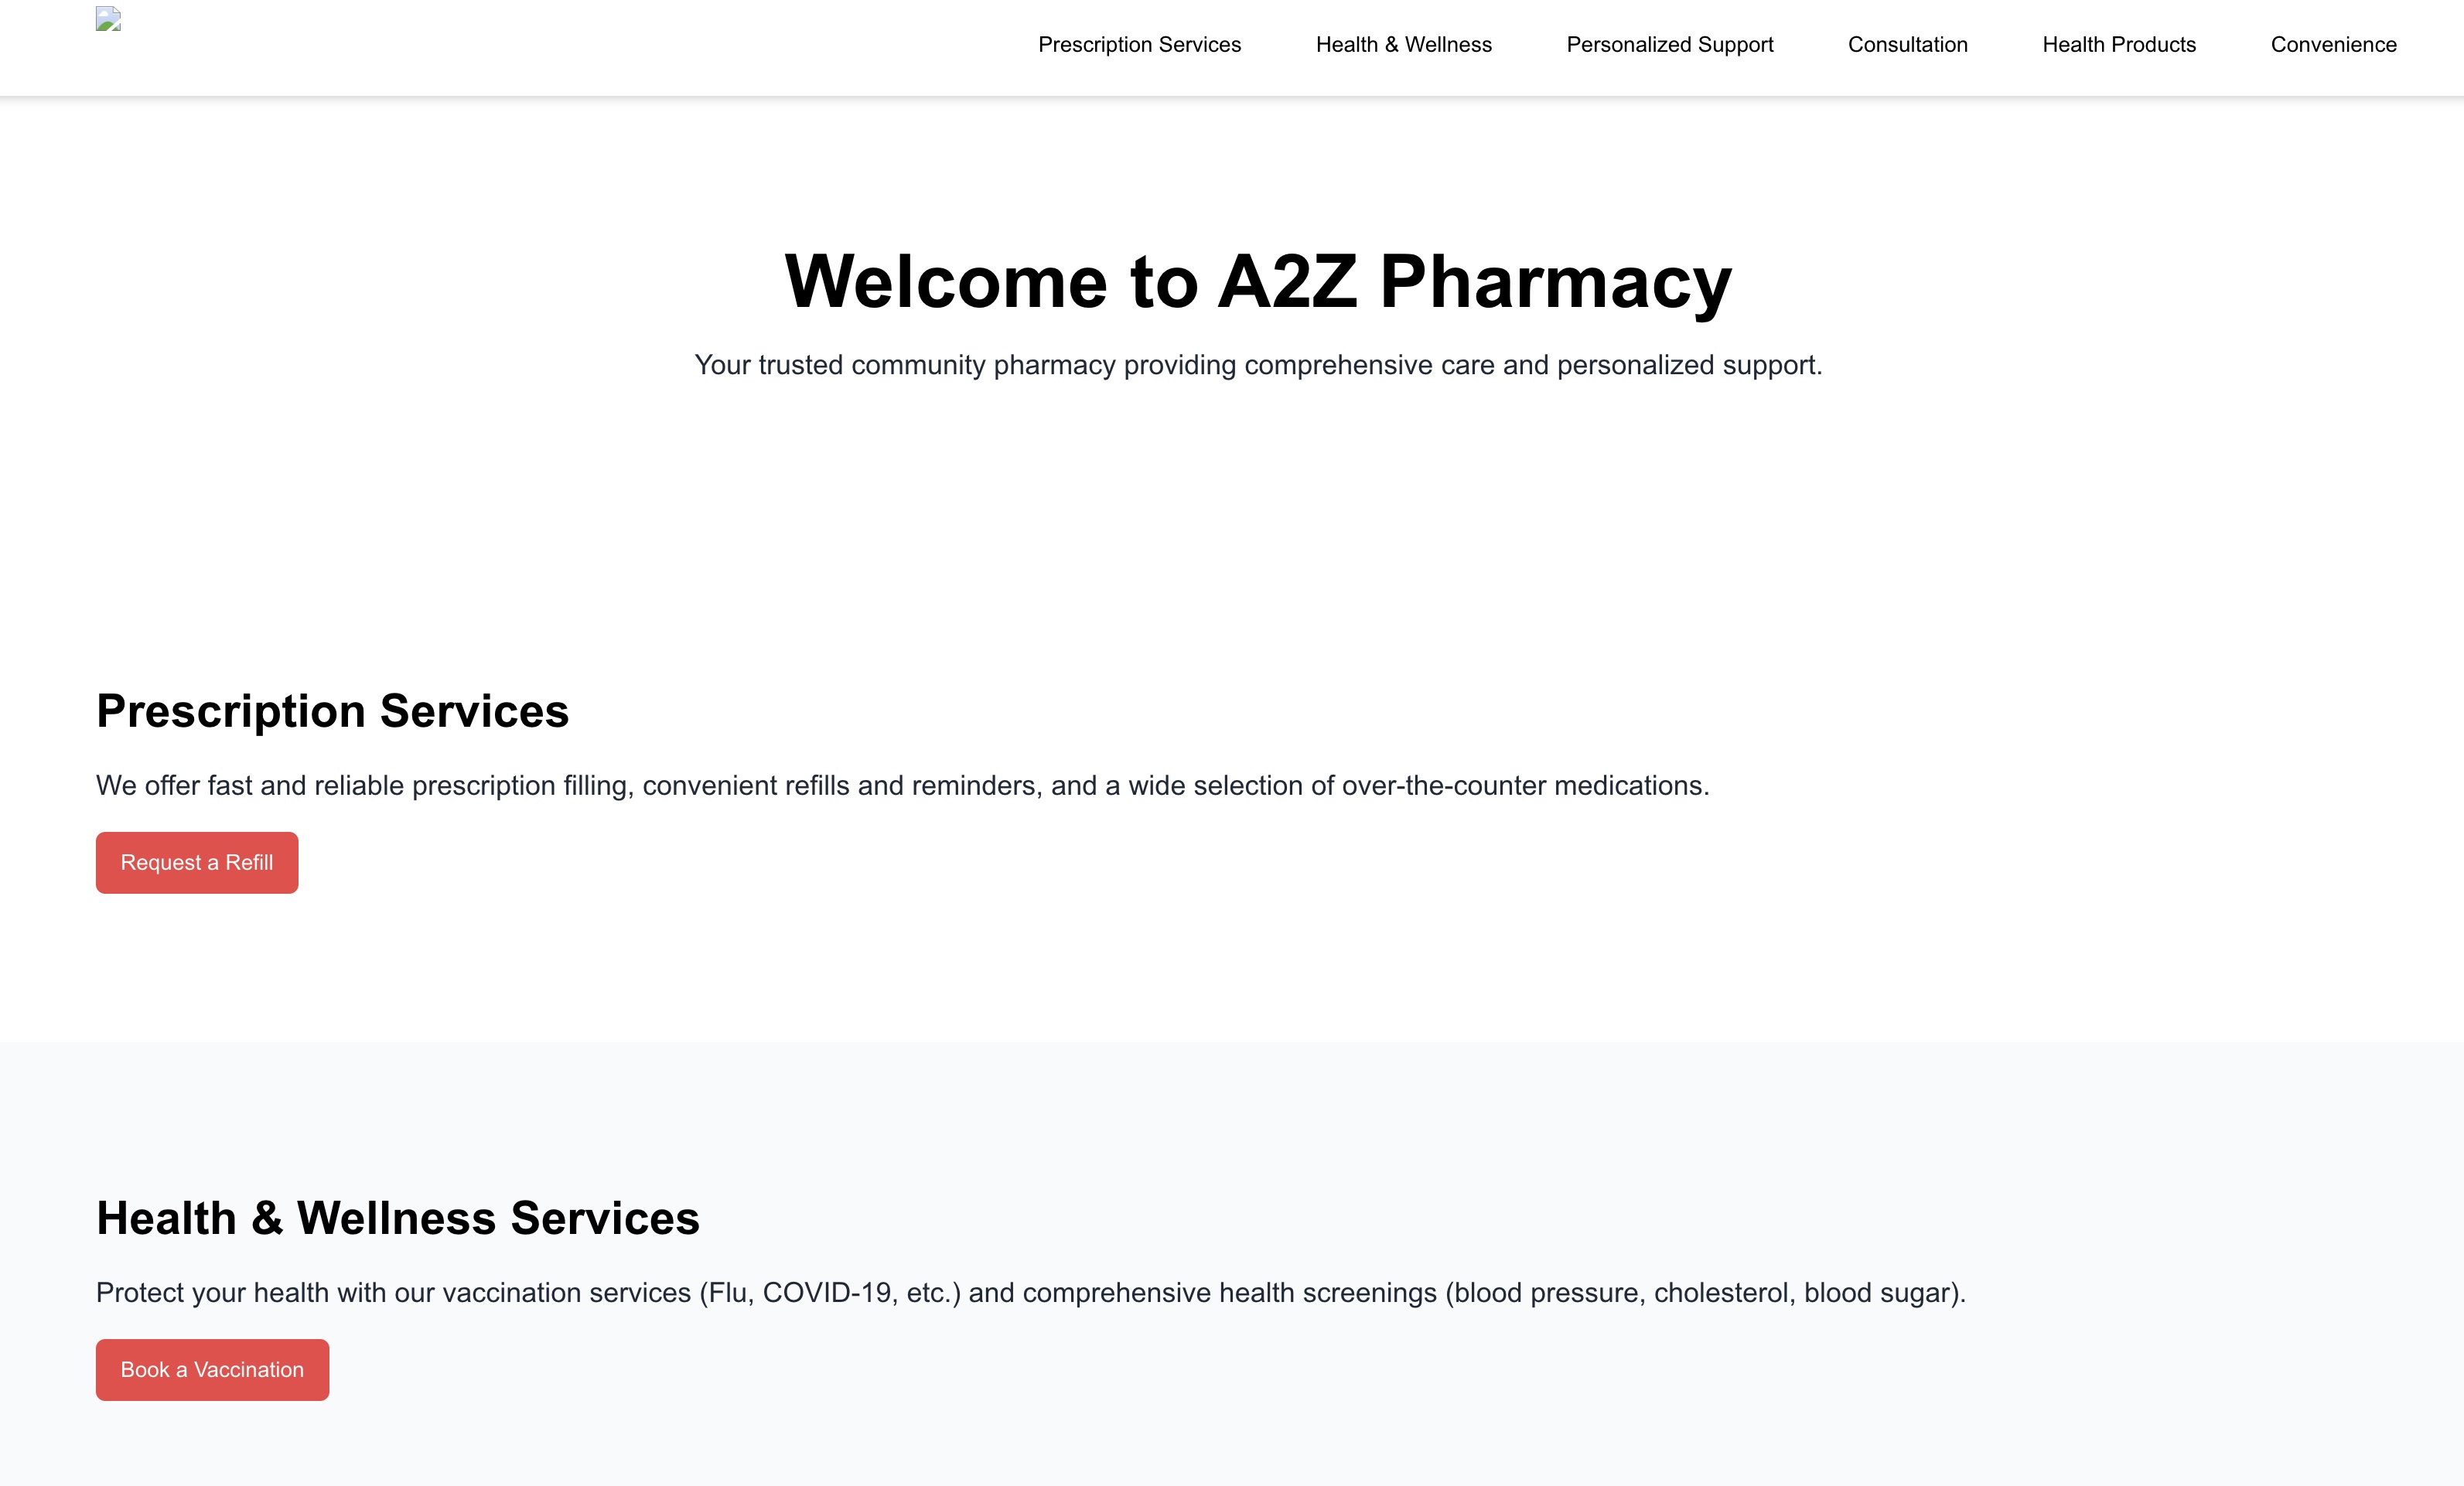 Prescription Services
Health & Wellness
Personalized Support
Consultation
Health Products
Convenience
Welcome to A2Z Pharmacy
Your trusted community pharmacy providing comprehensive care and personalized support.
Prescription Services
We offer fast and reliable prescription filling, convenient refills and reminders, and a wide selection of over-the-counter medications.
Request a Refill
Health & Wellness Services
Protect your health with our vaccination services (Flu, COVID-19, etc.) and comprehensive health screenings (blood pressure, cholesterol, blood sugar).
Book a Vaccination